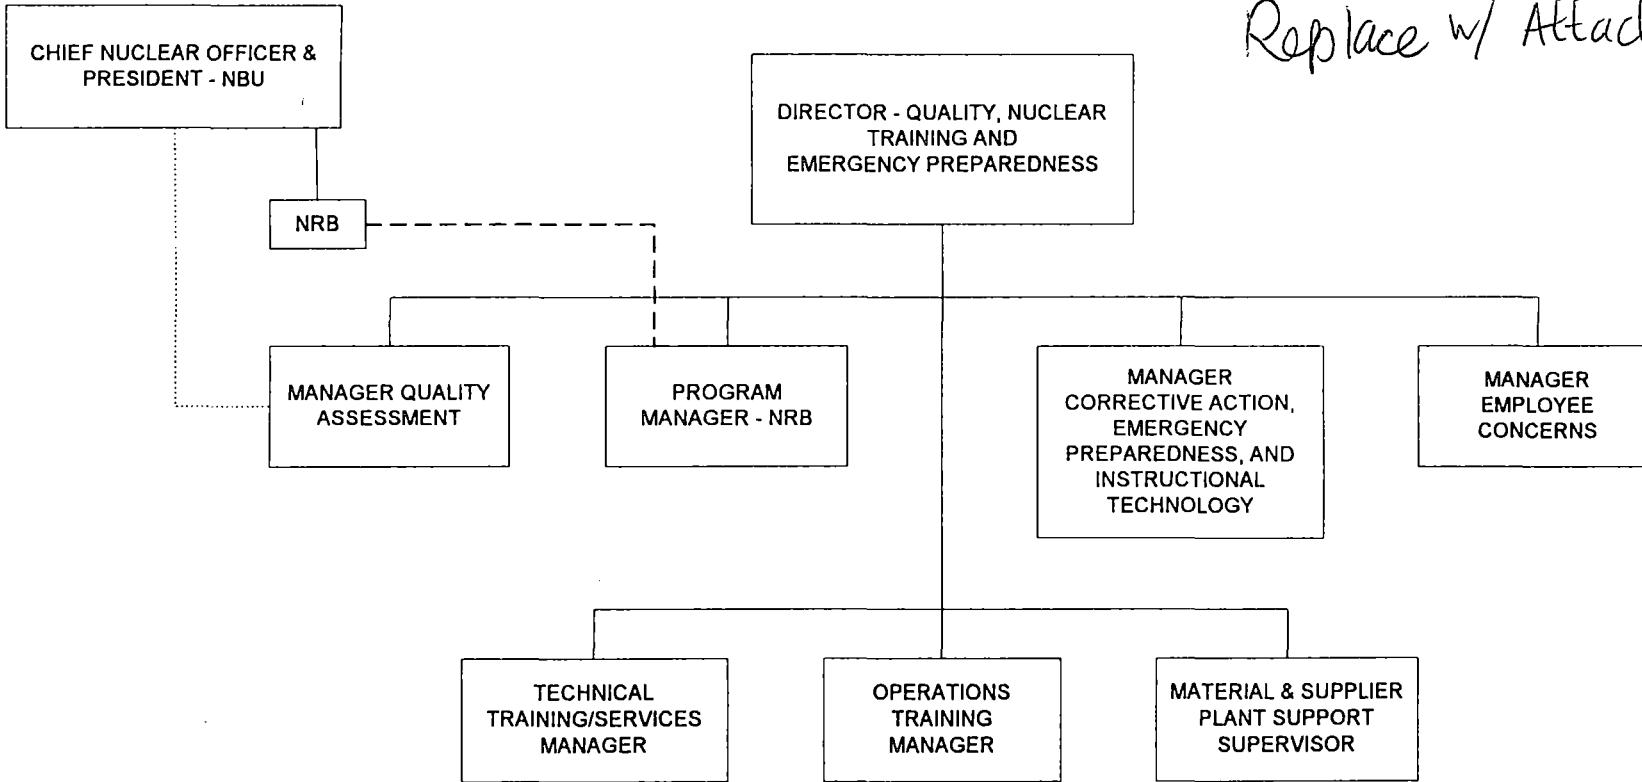 Replace w/
CHIEF NUCLEAR OFFICER &
PRESIDENT - NBU
DIRECTOR - QUALITY, NUCLEAR
TRAINING AND
EMERGENCY PREPAREDNESS
NRB
MANAGER QUALITY
ASSESSMENT
PROGRAM
MANAGER - NRB
MANAGER
CORRECTIVE ACTION,
EMERGENCY
PREPAREDNESS, AND
INSTRUCTIONAL
TECHNOLOGY
MANAGER
EMPLOYEE
CONCERNS
TECHNICAL
TRAINING/SERVICES
MANAGER
OPERATIONS
TRAINING
MANAGER
MATERIAL & SUPPLIER
PLANT SUPPORT
SUPERVISOR